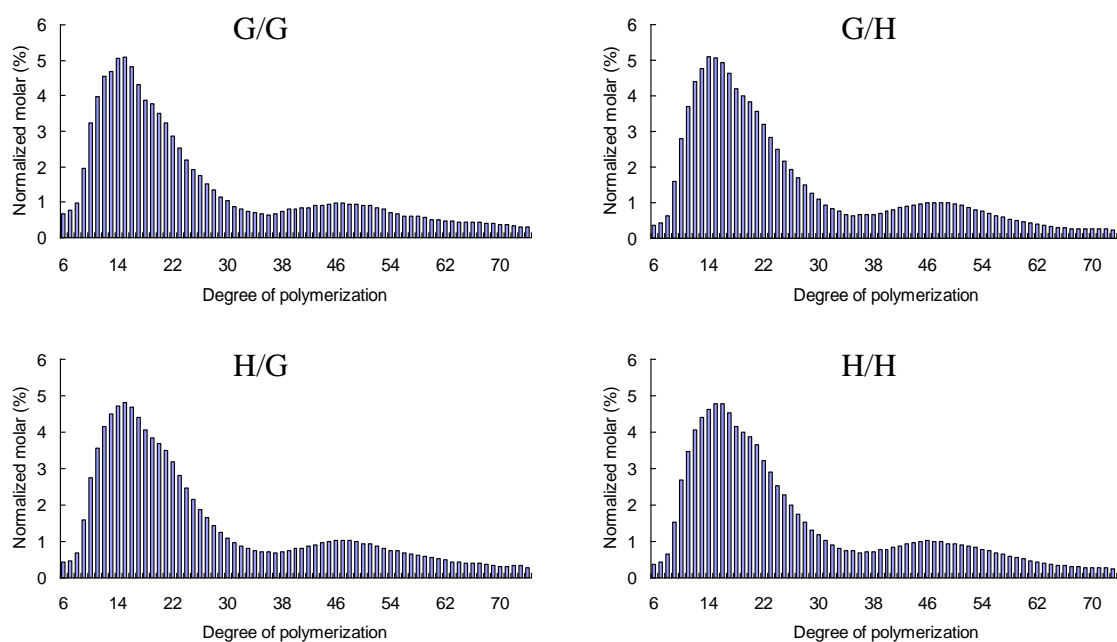 G/G
Normalized molar (%)
6
5
4
3
2
1
0
6 14 22 30 38 46 54 62 70
Degree of polymerization
G/H
Normalized molar (%)
6
5
4
3
2
1
0
6 14 22 30 38 46 54 62 70
Degree of polymerization
H/G
Normalized molar (%)
6
5
4
3
2
1
0
6 14 22 30 38 46 54 62 70
Degree of polymerization
H/H
Normalized molar (%)
6
5
4
3
2
1
0
6 14 22 30 38 46 54 62 70
Degree of polymerization